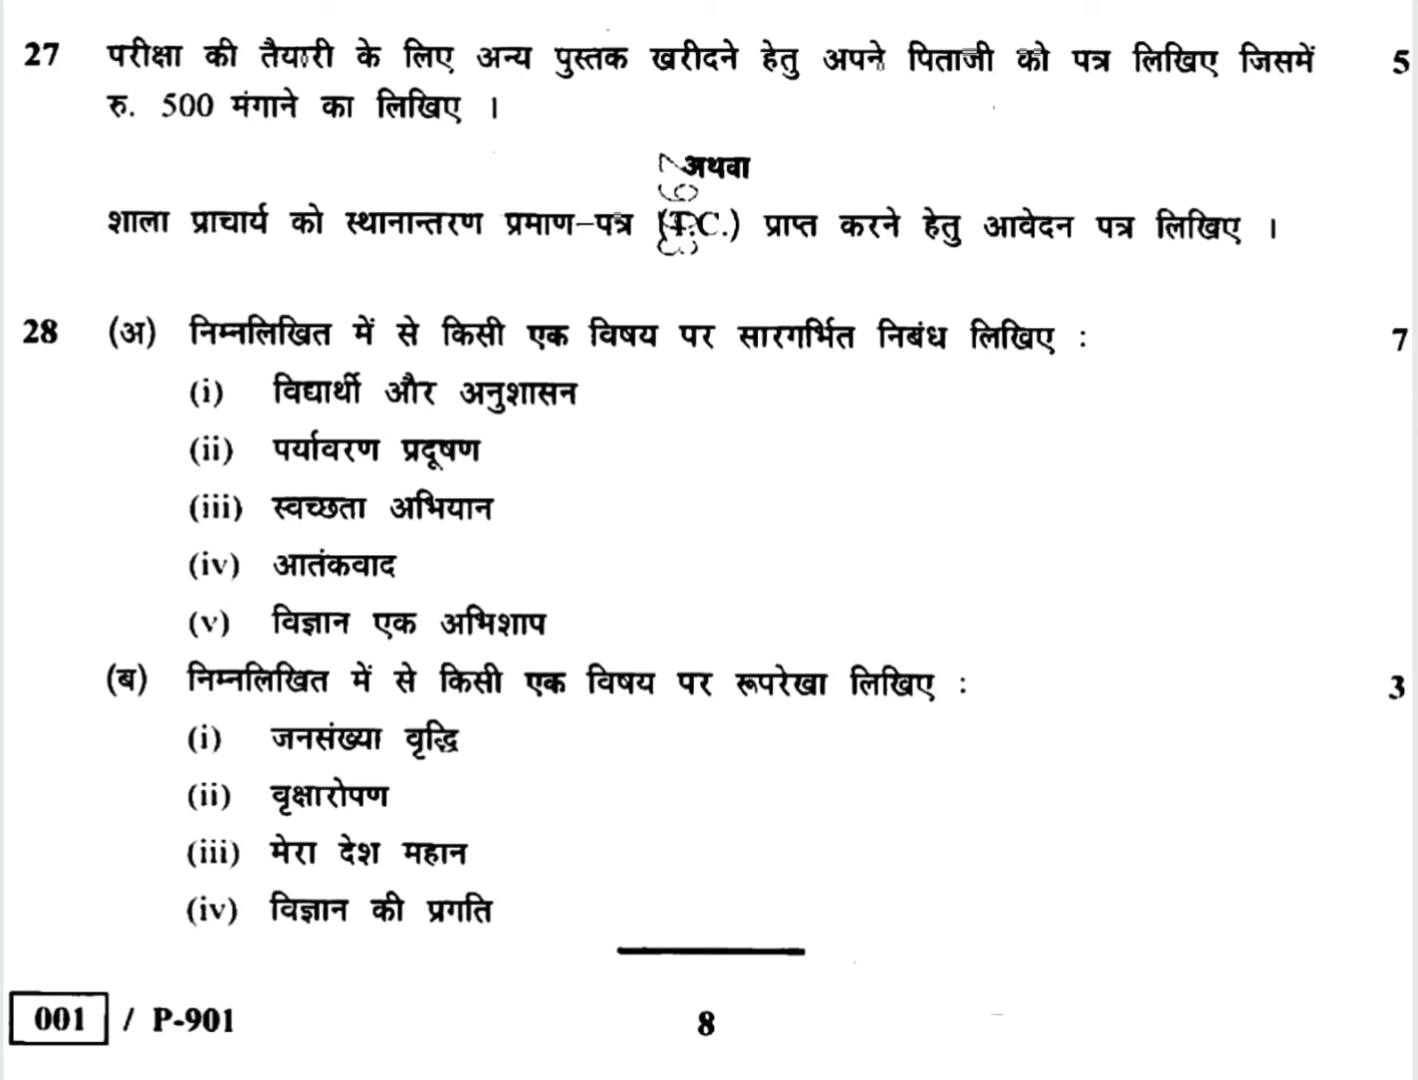 27 परीक्षा की तैयारी के लिए अन्य पुस्तक खरीदने हेतु अपने पिताजी को पत्र लिखिए जिसमें 5
रु. 500 मंगाने का लिखिए ।
अथवा
शाला प्राचार्य को स्थानान्तरण प्रमाण–पत्र (T.C.) प्राप्त करने हेतु आवेदन पत्र लिखिए ।
28 (अ) निम्नलिखित में से किसी एक विषय पर सारगर्भित निबंध लिखिए : 7
(i) विद्यार्थी और अनुशासन
(ii) पर्यावरण प्रदूषण
(iii) स्वच्छता अभियान
(iv) आतंकवाद
(v) विज्ञान एक अभिशाप
(ब) निम्नलिखित में से किसी एक विषय पर रूपरेखा लिखिए : 3
(i) जनसंख्या वृद्धि
(ii) वृक्षारोपण
(iii) मेरा देश महान
(iv) विज्ञान की प्रगति
001 / P-901 8